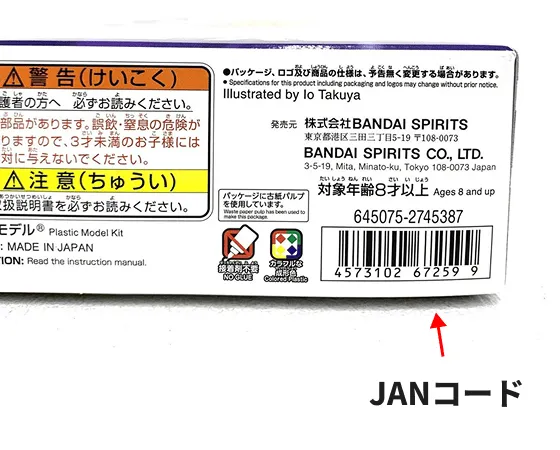 ●パッケージ、ロゴ及び商品の仕様は、予告無く変更する場合があります。
● Specifications for this product including packaging and logos may change without prior notice.
Illustrated by Io Takuya
発売元 株式会社BANDAI SPIRITS
東京都港区三田三丁目5-19 〒108-0073
BANDAI SPIRITS CO., LTD.
3-5-19, Mita, Minato-ku, Tokyo 108-0073 Japan
対象年齢8才以上 Ages 8 and up
645075-2745387
4573102 67259 9
パッケージに古紙パルプ
を使用しています。
Waste paper pulp has been used to
make this package.
接着剤不要
NO GLUE
カラフルな
成形色
Colored Plastic
警告(けいこく)
護者の方へ 必ずお読みください。
部品があります。誤飲・窒息の危険が
りますので、3才未満のお子様には
対に与えないでください。
注意(ちゅうい)
取扱説明書を必ずお読みください。
モデル Plastic Model Kit
: MADE IN JAPAN
TION: Read the instruction manual.
JANコード